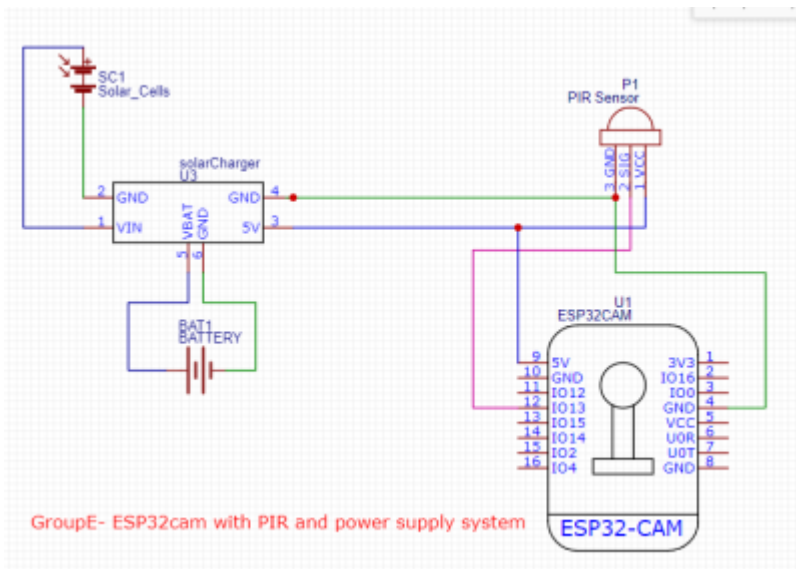 SC1
Solar_Cells
P1
PIR Sensor
3 GND
2 SIG
1 VCC
solarCharger
U3
2 GND
GND 4
1 VIN
5V 3
VBAT
GND
5
6
BAT1
BATTERY
U1
ESP32CAM
9 5V
10 GND
11 IO12
12 IO13
13 IO15
14 IO14
15 IO2
16 IO4
3V3 1
IO16 2
IO0 3
GND 4
VCC 5
U0R 6
U0T 7
GND 8
ESP32-CAM
GroupE- ESP32cam with PIR and power supply system